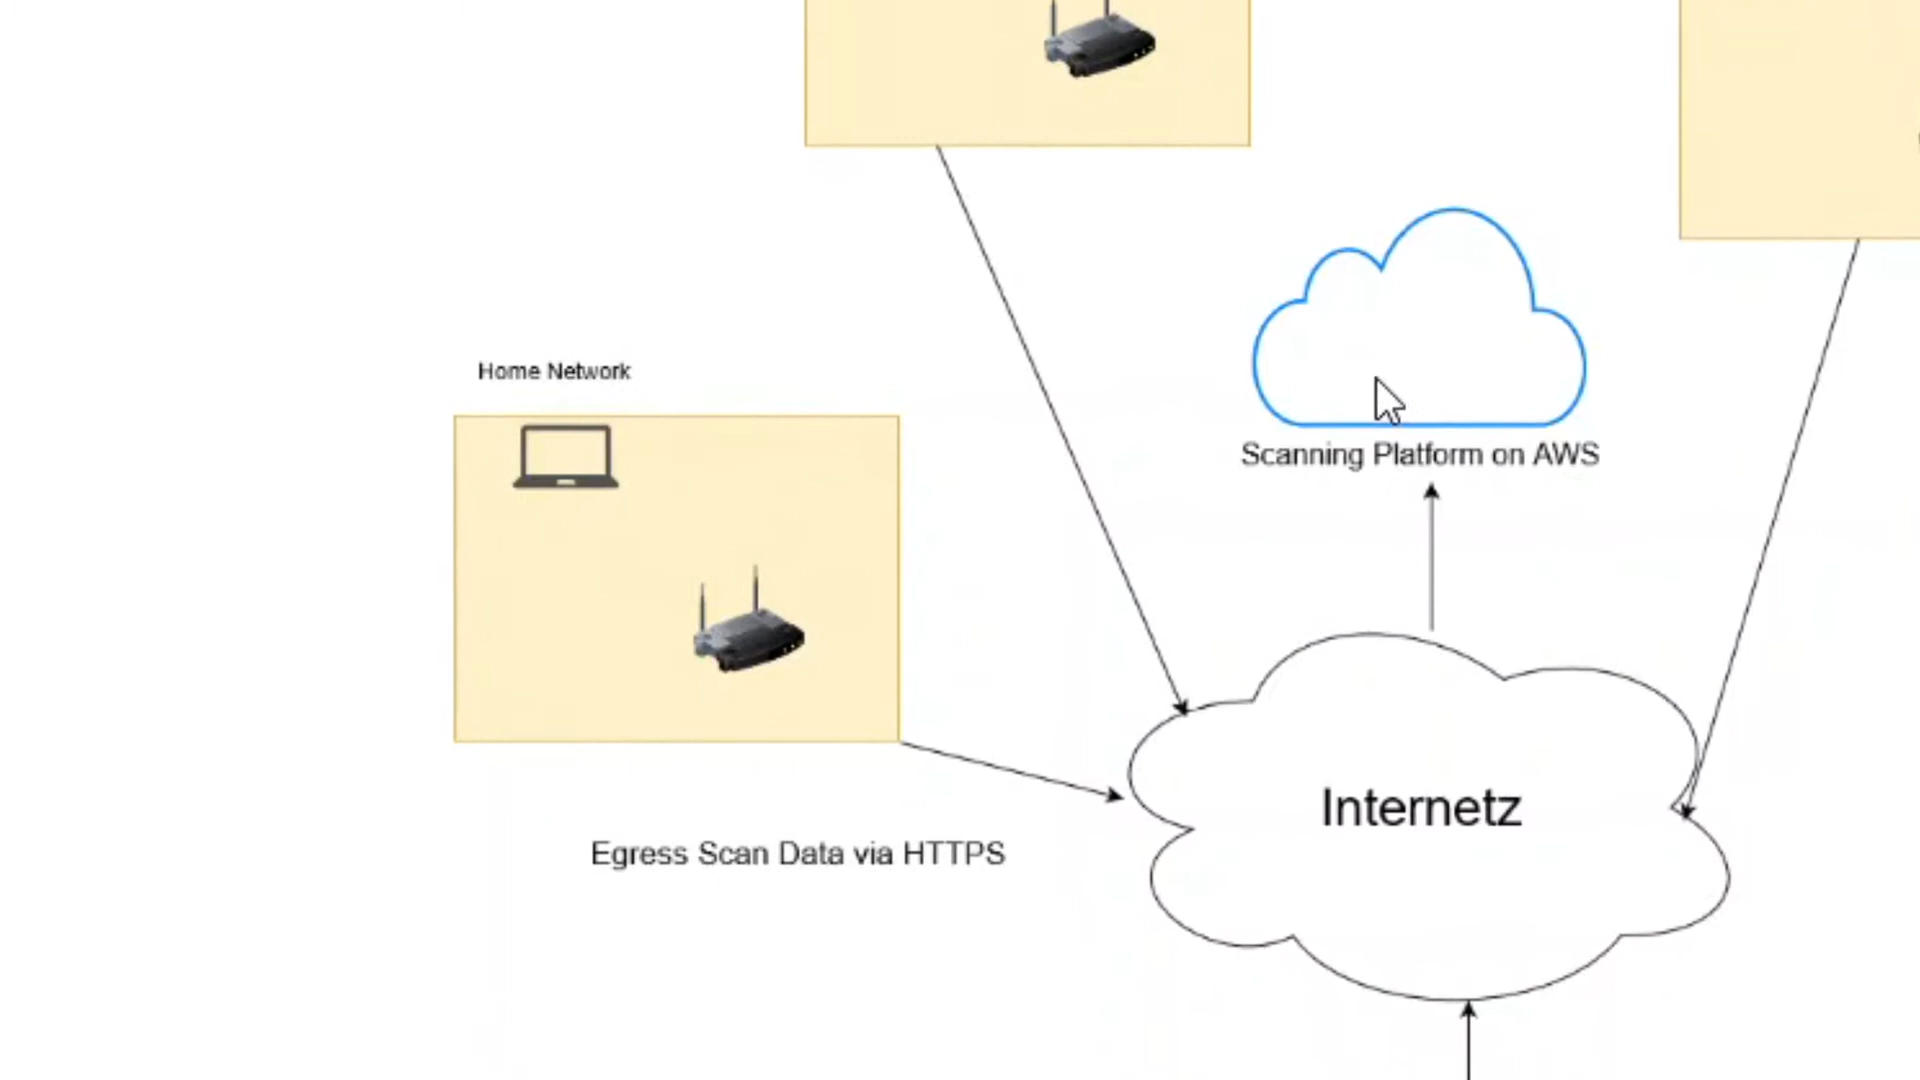 Home Network
Scanning Platform on AWS
Internetz
Egress Scan Data via HTTPS